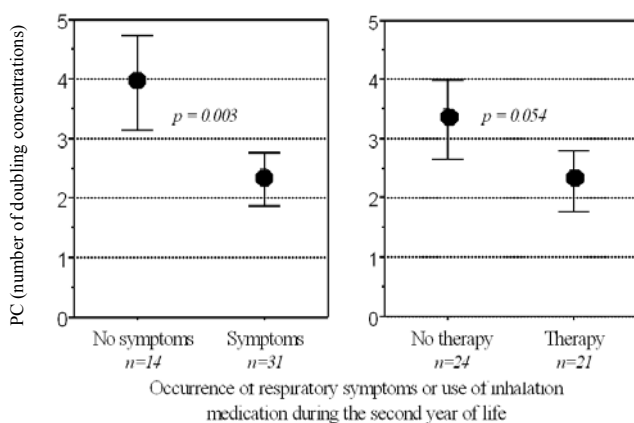 PC (number of doubling concentrations)
5
4
3
2
1
0
p = 0.003
No symptoms
n=14
Symptoms
n=31
5
4
3
2
1
0
p = 0.054
No therapy
n=24
Therapy
n=21
Occurrence of respiratory symptoms or use of inhalation
medication during the second year of life